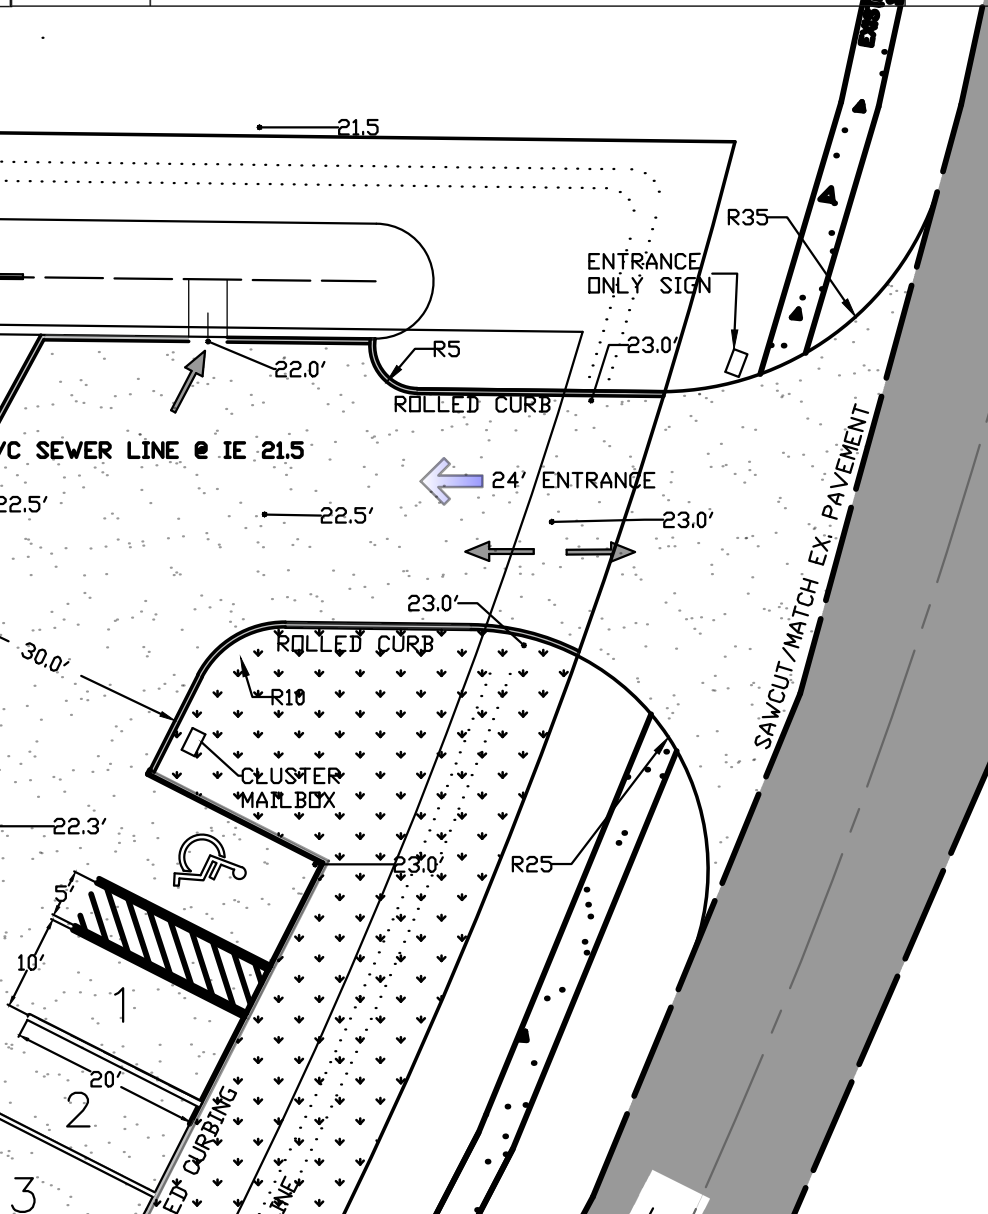 21.5
R35
ENTRANCE
ONLY SIGN
R5
23.0'
22.0'
ROLLED CURB
/C SEWER LINE @ IE 21.5
24' ENTRANCE
22.5'
22.5'
23.0'
SAWCUT/MATCH EX. PAVEMENT
23.0'
ROLLED CURB
30.0'
R10
CLUSTER
MAILBOX
22.3'
23.0'
R25
5'
10'
1
20'
2
ED CURBING
3